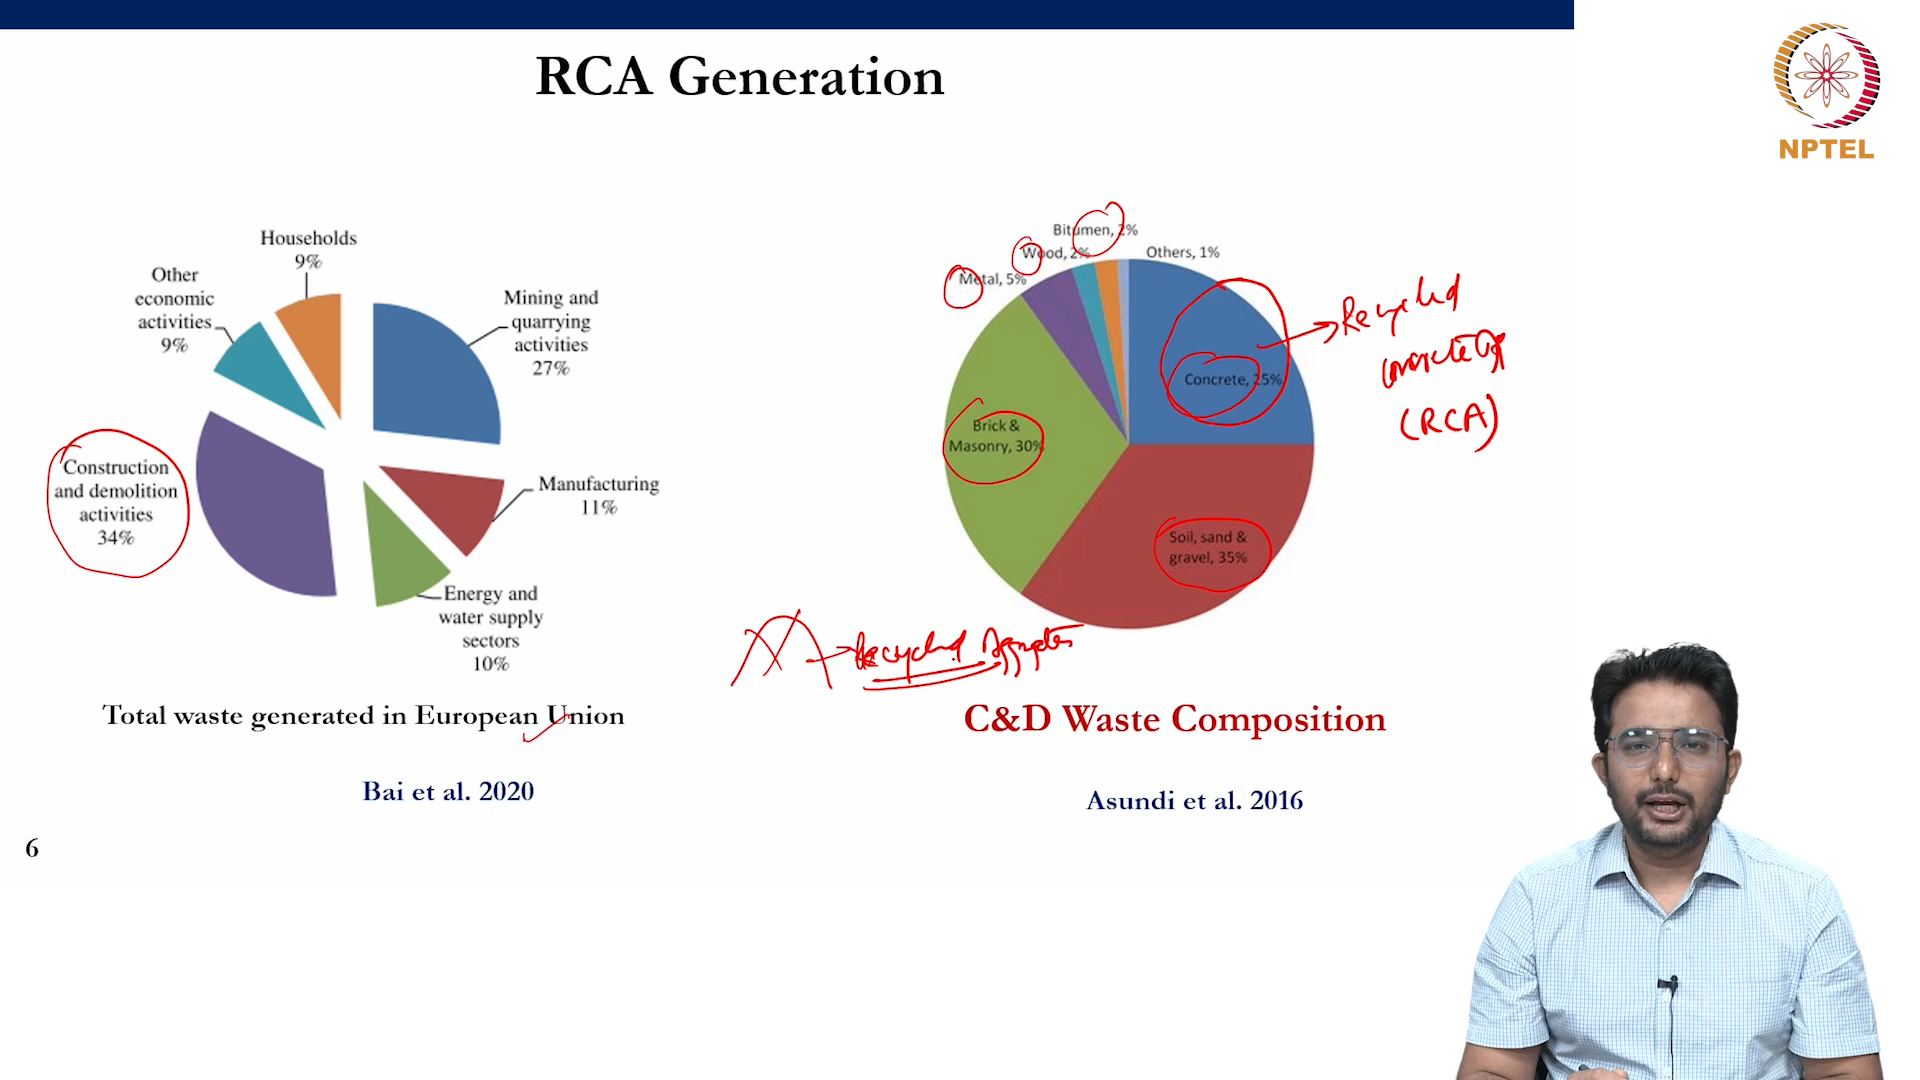 RCA Generation
NPTEL
Households
9%
Other
economic
activities
9%
Mining and
quarrying
activities
27%
Construction
and demolition
activities
34%
Manufacturing
11%
Energy and
water supply
sectors
10%
Total waste generated in European Union
Bai et al. 2020
Bitumen, 2%
Wood, 2%
Others, 1%
Metal, 5%
Concrete, 25%
Brick &
Masonry, 30%
Soil, sand &
gravel, 35%
Recycled
concrete
(RCA)
Recycled Aggregates
C&D Waste Composition
Asundi et al. 2016
6